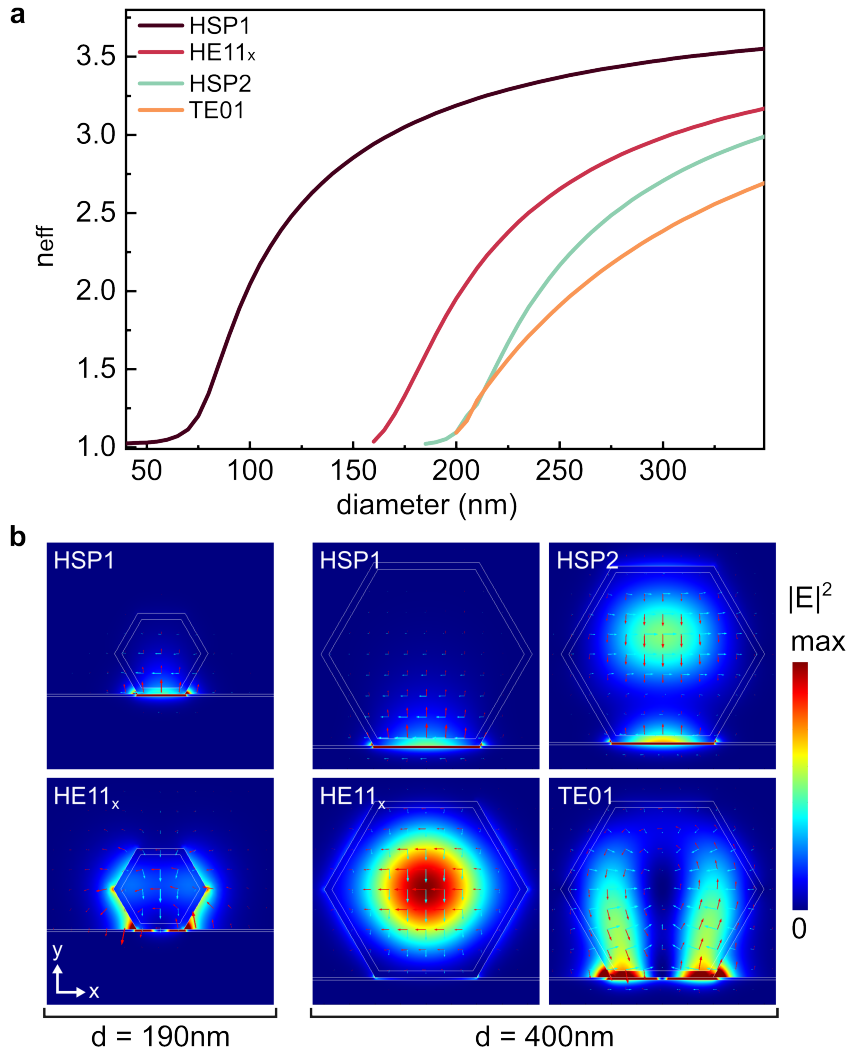 a
HSP1
HE11x
HSP2
TE01
3.5
3.0
2.5
2.0
1.5
1.0
neff
50
100
150
200
250
300
diameter (nm)
b
HSP1
HSP1
HSP2
HE11x
HE11x
TE01
y
x
|E|²
max
0
d = 190nm
d = 400nm